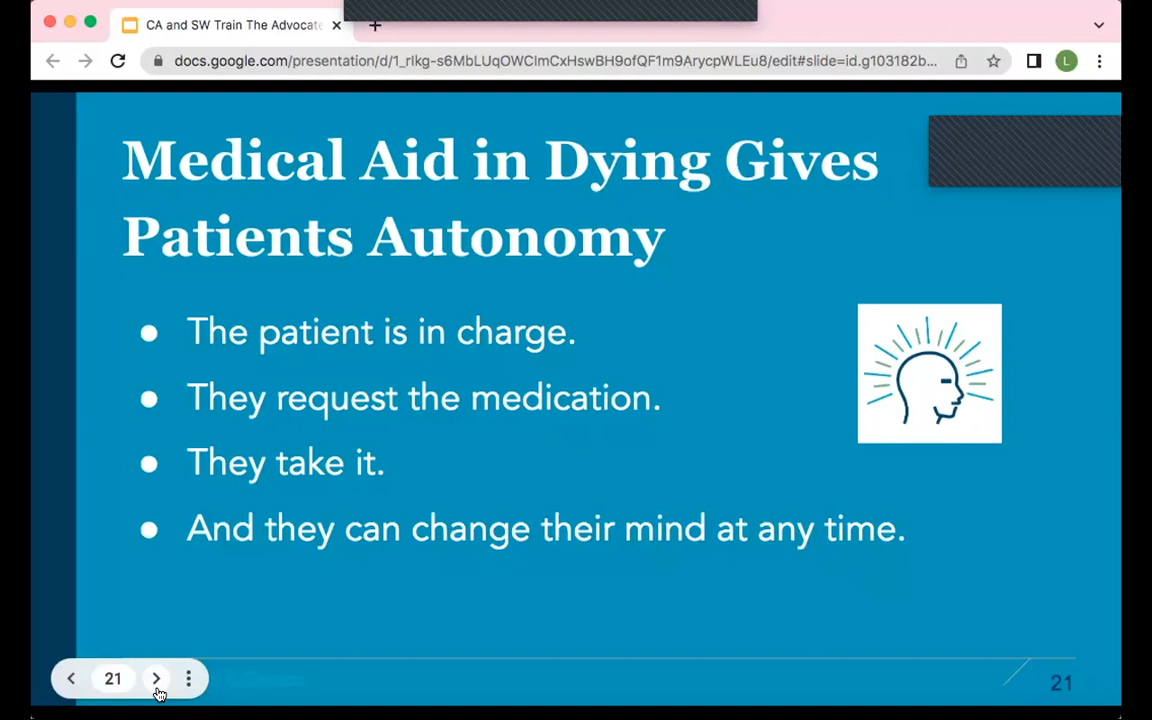 CA and SW Train The Advocate
docs.google.com/presentation/d/1_rIkg-s6MbLUqOWCImCxHswBH9ofQF1m9ArycpWLEu8/edit#slide=id.g103182b...
L
Medical Aid in Dying Gives
Patients Autonomy
● The patient is in charge.
● They request the medication.
● They take it.
● And they can change their mind at any time.
21
21